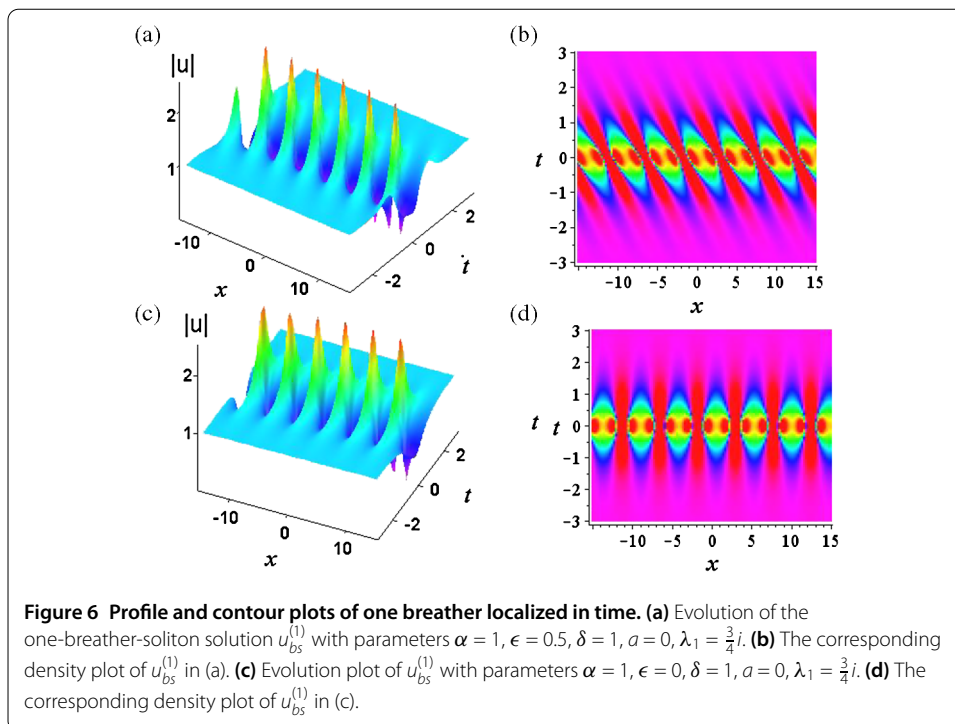 (a)
|u|
2
1
-10
0
10
x
-2
0
2
t
(b)
3
2
1
t 0
-1
-2
-3
-10 -5 0 5 10 15
x
(c)
|u|
2
1
-10
0
10
x
-2
0
2
t
(d)
3
2
1
t t 0
-1
-2
-3
-10 -5 0 5 10 15
x
Figure 6 Profile and contour plots of one breather localized in time. (a) Evolution of the
one-breather-soliton solution $u_{bs}^{(1)}$ with parameters α = 1, ϵ = 0.5, δ = 1, a = 0, λ₁ = $\frac{3}{4}$i. (b) The corresponding
density plot of $u_{bs}^{(1)}$ in (a). (c) Evolution plot of $u_{bs}^{(1)}$ with parameters α = 1, ϵ = 0, δ = 1, a = 0, λ₁ = $\frac{3}{4}$i. (d) The
corresponding density plot of $u_{bs}^{(1)}$ in (c).